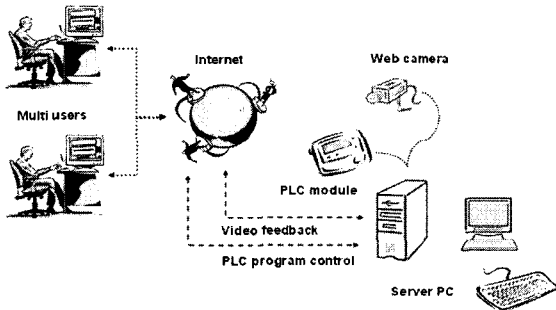 Internet
Web camera
Multi users
PLC module
Video feedback
PLC program control
Server PC